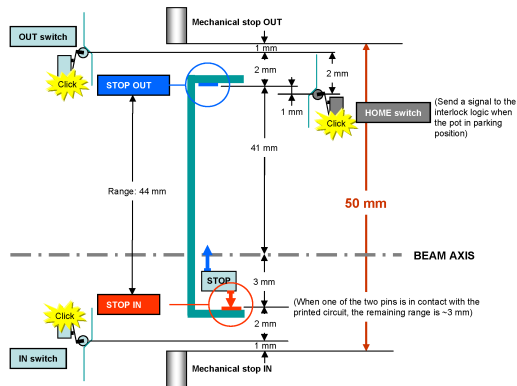 Mechanical stop OUT
OUT switch
1 mm
2 mm
2 mm
Click
STOP OUT
1 mm
HOME switch
(Send a signal to the
interlock logic when
the pot in parking
position)
Click
41 mm
Range: 44 mm
50 mm
BEAM AXIS
STOP
3 mm
STOP IN
(When one of the two pins is in contact with the
printed circuit, the remaining range is ~3 mm)
Click
2 mm
1 mm
IN switch
Mechanical stop IN